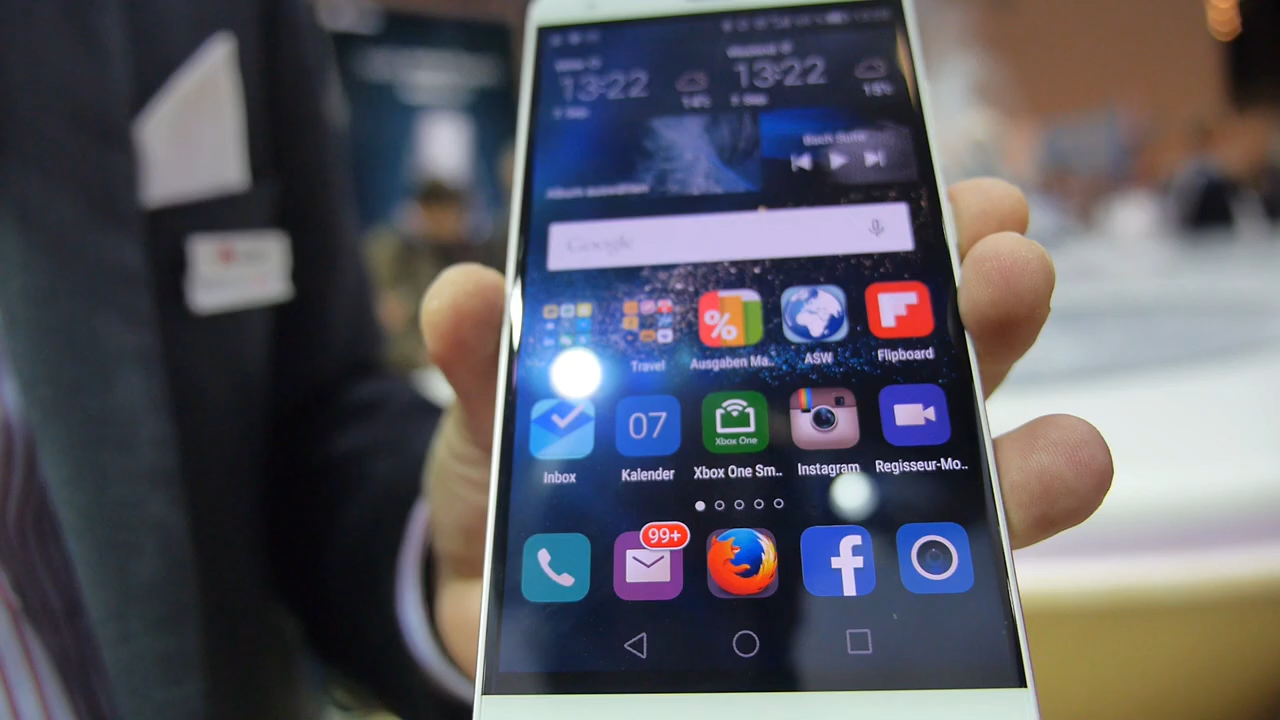 13:22
13:22
14°
15°
Google
%
Travel
Ausgaben Ma..
ASW
Flipboard
07
Xbox One
Inbox
Kalender
Xbox One Sm..
Instagram
Regisseur-Mo..
99+
f